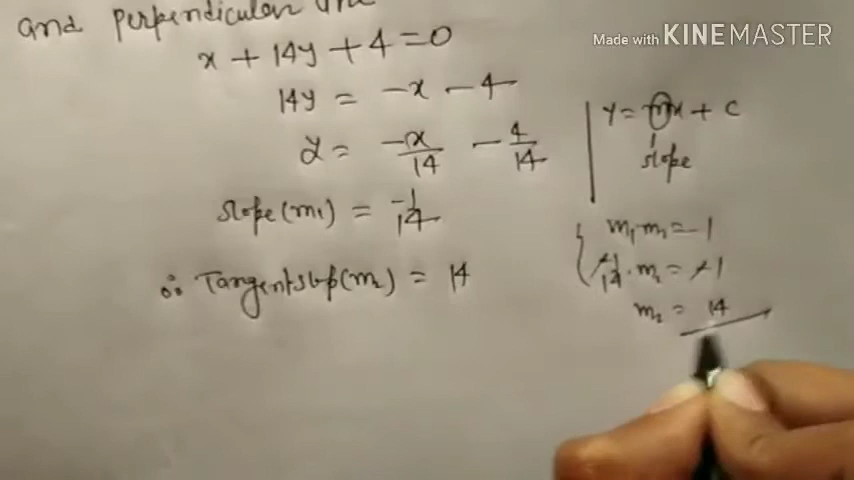 and perpendicular
Made with KINEMASTER
x + 14y + 4 = 0
14y = -x - 4
y = -x/14 - 4/14
y = mx + c
slope
slope(m₁) = -1/14
m₁ m₂ = -1
-1/14 · m₂ = -1
∴ Tangent slop(m₂) = 14
m₂ = 14